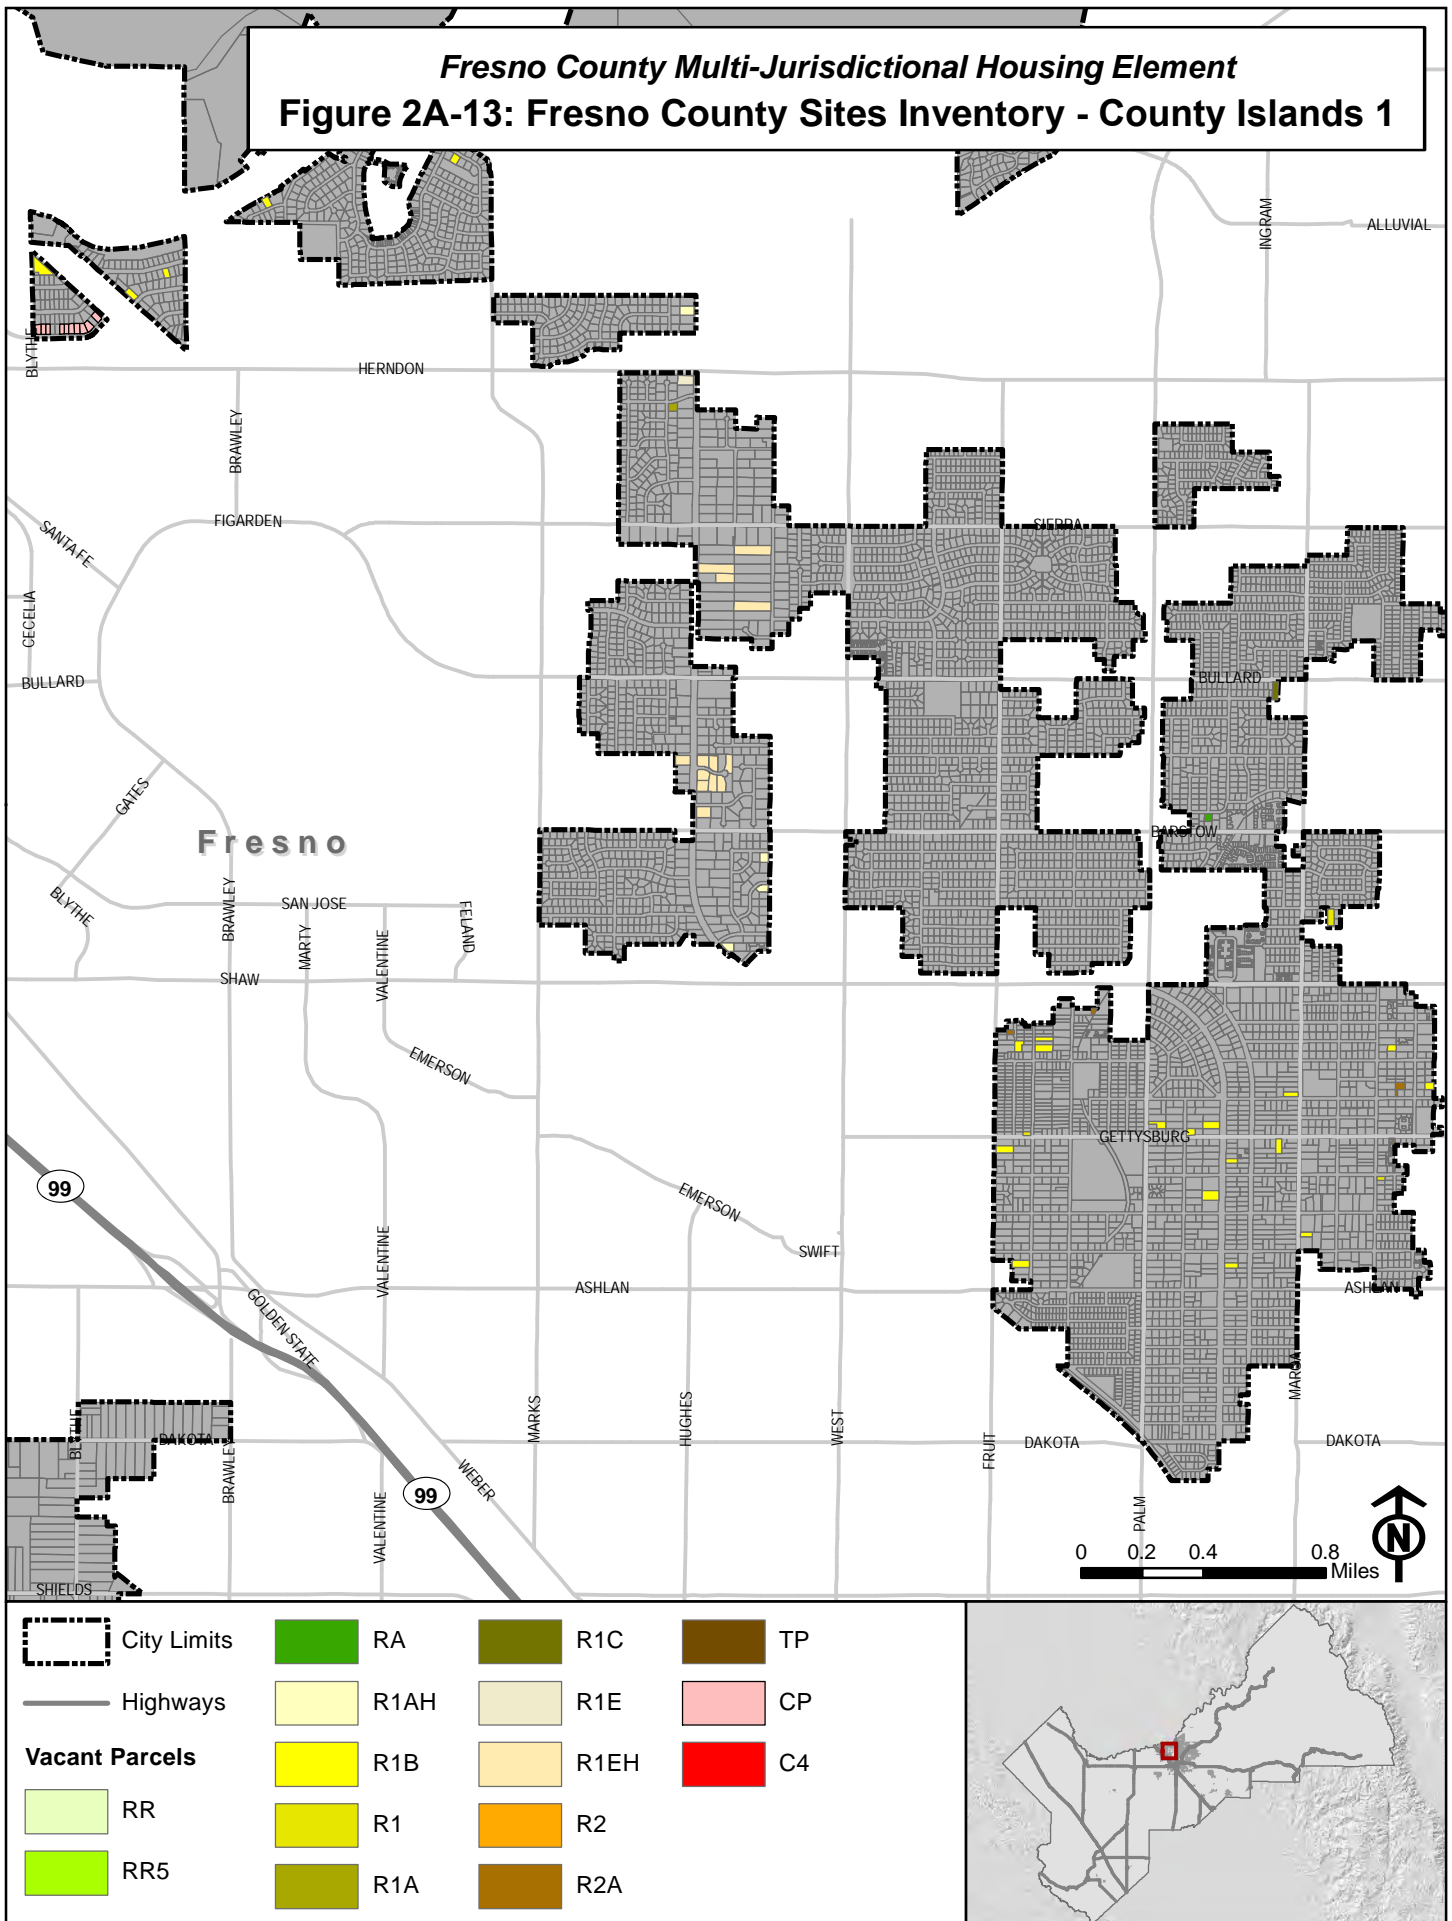 Fresno County Multi-Jurisdictional Housing Element
Figure 2A-13: Fresno County Sites Inventory - County Islands 1
INGRAM
ALLUVIAL
BLYTHE
HERNDON
BRAWLEY
FIGARDEN
SIERRA
SANTA FE
CECELIA
BULLARD
BULLARD
GATES
Fresno
BARSTOW
BLYTHE
BRAWLEY
SAN JOSE
MARTY
VALENTINE
FELAND
SHAW
EMERSON
GETTYSBURG
99
EMERSON
SWIFT
VALENTINE
ASHLAN
ASHLAN
GOLDEN STATE
MARKS
HUGHES
WEST
FRUIT
BLYTHE
DAKOTA
BRAWLEY
DAKOTA
DAKOTA
WEBER
99
VALENTINE
PALM
SHIELDS
N
0 0.2 0.4 0.8
Miles
City Limits
Highways
Vacant Parcels
RR
RR5
RA
R1AH
R1B
R1
R1A
R1C
R1E
R1EH
R2
R2A
TP
CP
C4